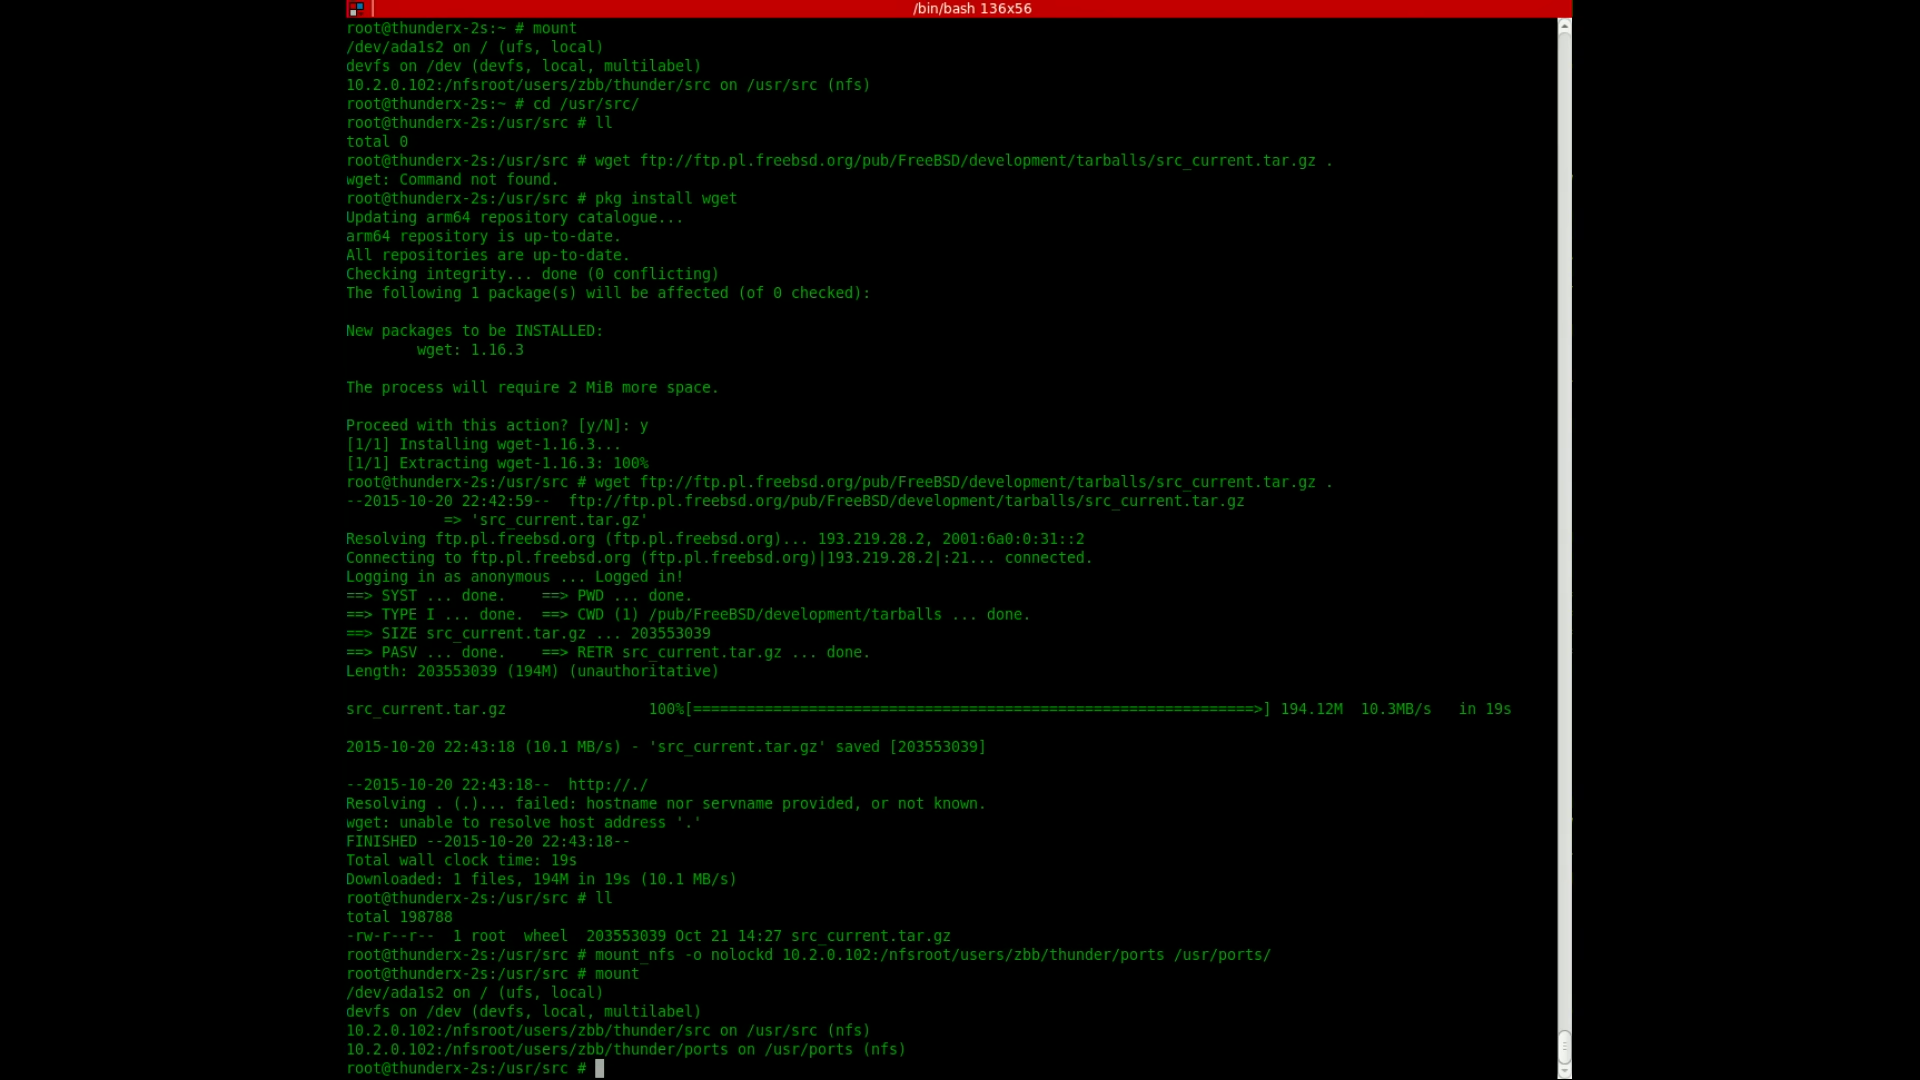 /bin/bash 136x56
root@thunderx-2s:~ # mount
/dev/ada1s2 on / (ufs, local)
devfs on /dev (devfs, local, multilabel)
10.2.0.102:/nfsroot/users/zbb/thunder/src on /usr/src (nfs)
root@thunderx-2s:~ # cd /usr/src/
root@thunderx-2s:/usr/src # ll
total 0
root@thunderx-2s:/usr/src # wget ftp://ftp.pl.freebsd.org/pub/FreeBSD/development/tarballs/src_current.tar.gz .
wget: Command not found.
root@thunderx-2s:/usr/src # pkg install wget
Updating arm64 repository catalogue...
arm64 repository is up-to-date.
All repositories are up-to-date.
Checking integrity... done (0 conflicting)
The following 1 package(s) will be affected (of 0 checked):
New packages to be INSTALLED:
        wget: 1.16.3
The process will require 2 MiB more space.
Proceed with this action? [y/N]: y
[1/1] Installing wget-1.16.3...
[1/1] Extracting wget-1.16.3: 100%
root@thunderx-2s:/usr/src # wget ftp://ftp.pl.freebsd.org/pub/FreeBSD/development/tarballs/src_current.tar.gz .
--2015-10-20 22:42:59--  ftp://ftp.pl.freebsd.org/pub/FreeBSD/development/tarballs/src_current.tar.gz
           => 'src_current.tar.gz'
Resolving ftp.pl.freebsd.org (ftp.pl.freebsd.org)... 193.219.28.2, 2001:6a0:0:31::2
Connecting to ftp.pl.freebsd.org (ftp.pl.freebsd.org)|193.219.28.2|:21... connected.
Logging in as anonymous ... Logged in!
==> SYST ... done.    ==> PWD ... done.
==> TYPE I ... done.  ==> CWD (1) /pub/FreeBSD/development/tarballs ... done.
==> SIZE src_current.tar.gz ... 203553039
==> PASV ... done.    ==> RETR src_current.tar.gz ... done.
Length: 203553039 (194M) (unauthoritative)
src_current.tar.gz                100%[===============================================================>] 194.12M  10.3MB/s   in 19s
2015-10-20 22:43:18 (10.1 MB/s) - 'src_current.tar.gz' saved [203553039]
--2015-10-20 22:43:18--  http://./
Resolving . (.)... failed: hostname nor servname provided, or not known.
wget: unable to resolve host address '.'
FINISHED --2015-10-20 22:43:18--
Total wall clock time: 19s
Downloaded: 1 files, 194M in 19s (10.1 MB/s)
root@thunderx-2s:/usr/src # ll
total 198788
-rw-r--r--  1 root  wheel  203553039 Oct 21 14:27 src_current.tar.gz
root@thunderx-2s:/usr/src # mount_nfs -o nolockd 10.2.0.102:/nfsroot/users/zbb/thunder/ports /usr/ports/
root@thunderx-2s:/usr/src # mount
/dev/ada1s2 on / (ufs, local)
devfs on /dev (devfs, local, multilabel)
10.2.0.102:/nfsroot/users/zbb/thunder/src on /usr/src (nfs)
10.2.0.102:/nfsroot/users/zbb/thunder/ports on /usr/ports (nfs)
root@thunderx-2s:/usr/src #